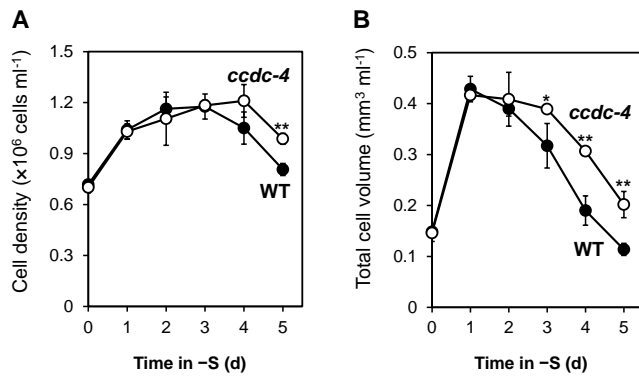 A
Cell density (×10⁶ cells ml⁻¹)
1.5
1.2
0.9
0.6
0.3
0
ccdc-4
**
WT
0 1 2 3 4 5
Time in −S (d)
B
Total cell volume (mm³ ml⁻¹)
0.5
0.4
0.3
0.2
0.1
0
*
ccdc-4
**
**
WT
0 1 2 3 4 5
Time in −S (d)